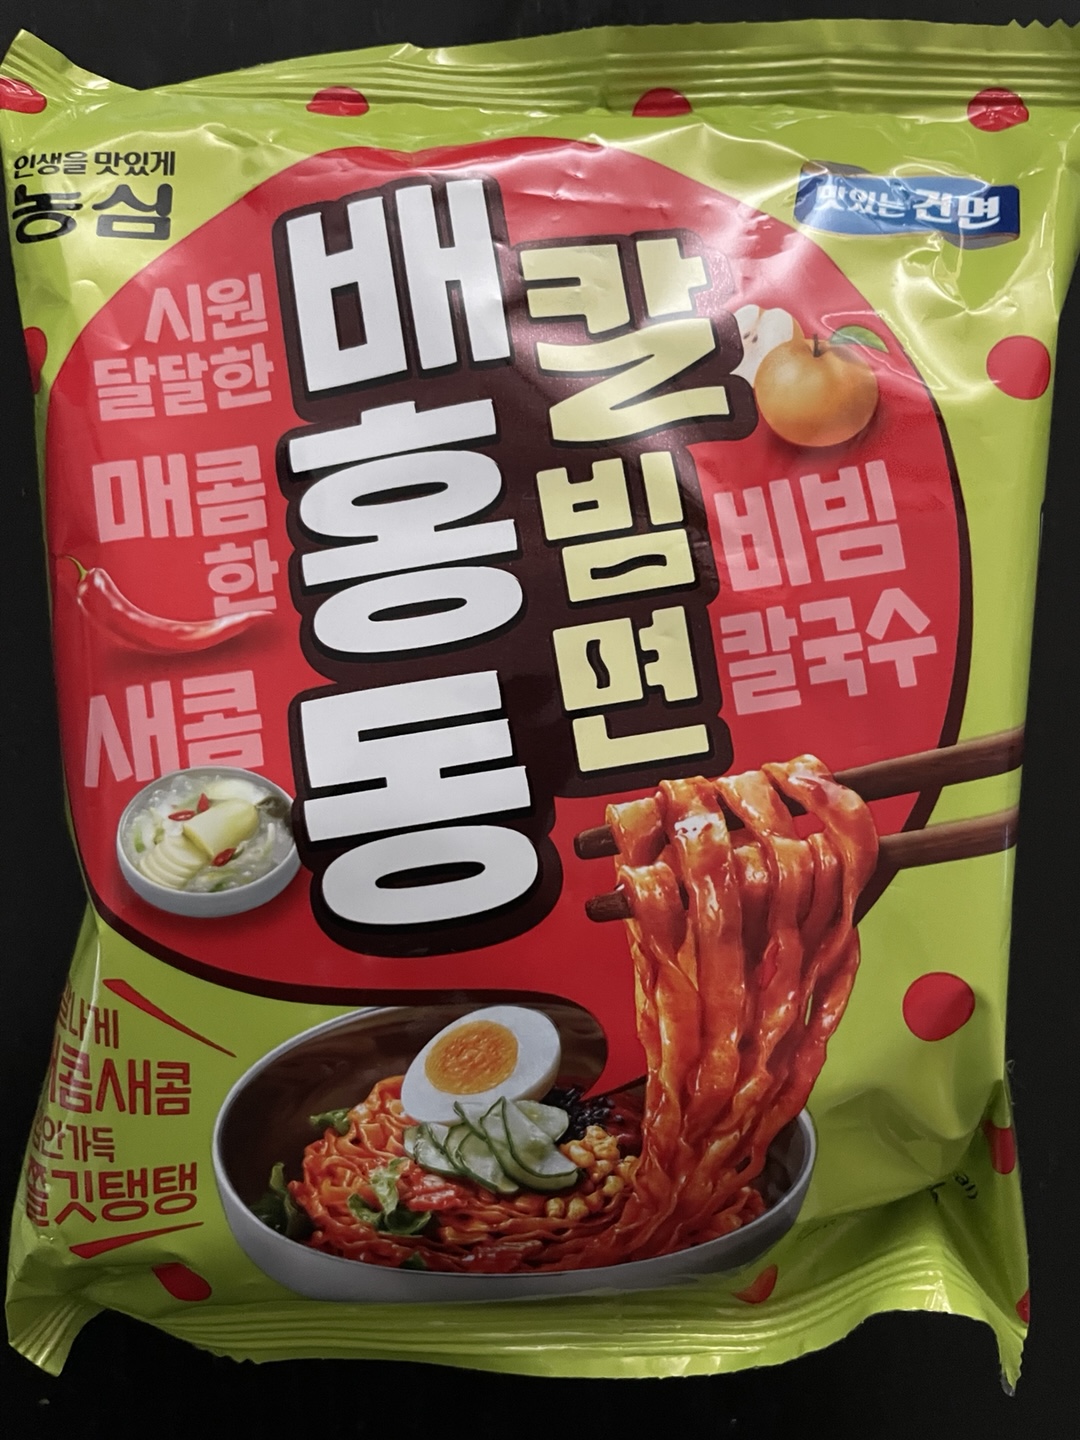 인생을 맛있게
농심
맛있는 건면
시원
달달한
매콤
한
새콤
배홍동
칼빔면
비빔
칼국수
콤새콤
탱탱